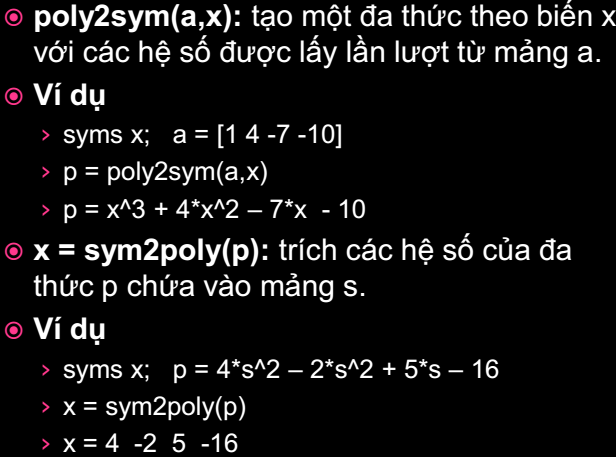 poly2sym(a,x): tạo một đa thức theo biến x
với các hệ số được lấy lần lượt từ mảng a.
Ví dụ
› syms x;   a = [1 4 -7 -10]
› p = poly2sym(a,x)
› p = x^3 + 4*x^2 – 7*x  - 10
x = sym2poly(p): trích các hệ số của đa
thức p chứa vào mảng s.
Ví dụ
› syms x;   p = 4*s^2 – 2*s^2 + 5*s – 16
› x = sym2poly(p)
› x = 4  -2  5  -16